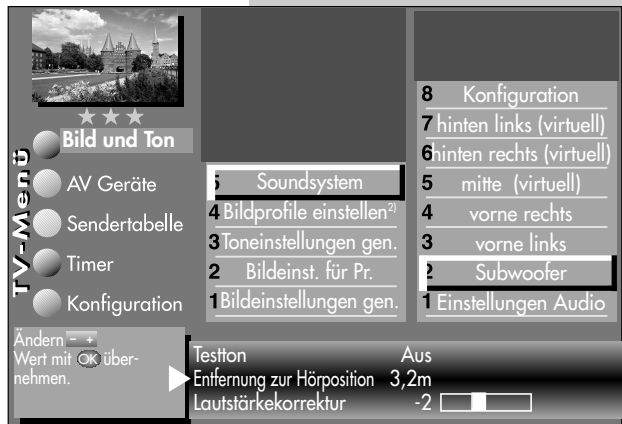 TV-Menü
Bild und Ton
AV Geräte
Sendertabelle
Timer
Konfiguration
5 Soundsystem
4 Bildprofile einstellen2)
3 Toneinstellungen gen.
2 Bildeinst. für Pr.
1 Bildeinstellungen gen.
8 Konfiguration
7 hinten links (virtuell)
6 hinten rechts (virtuell)
5 mitte (virtuell)
4 vorne rechts
3 vorne links
2 Subwoofer
1 Einstellungen Audio
Ändern - +
Wert mit OK über-
nehmen.
Testton Aus
Entfernung zur Hörposition 3,2m
Lautstärkekorrektur -2